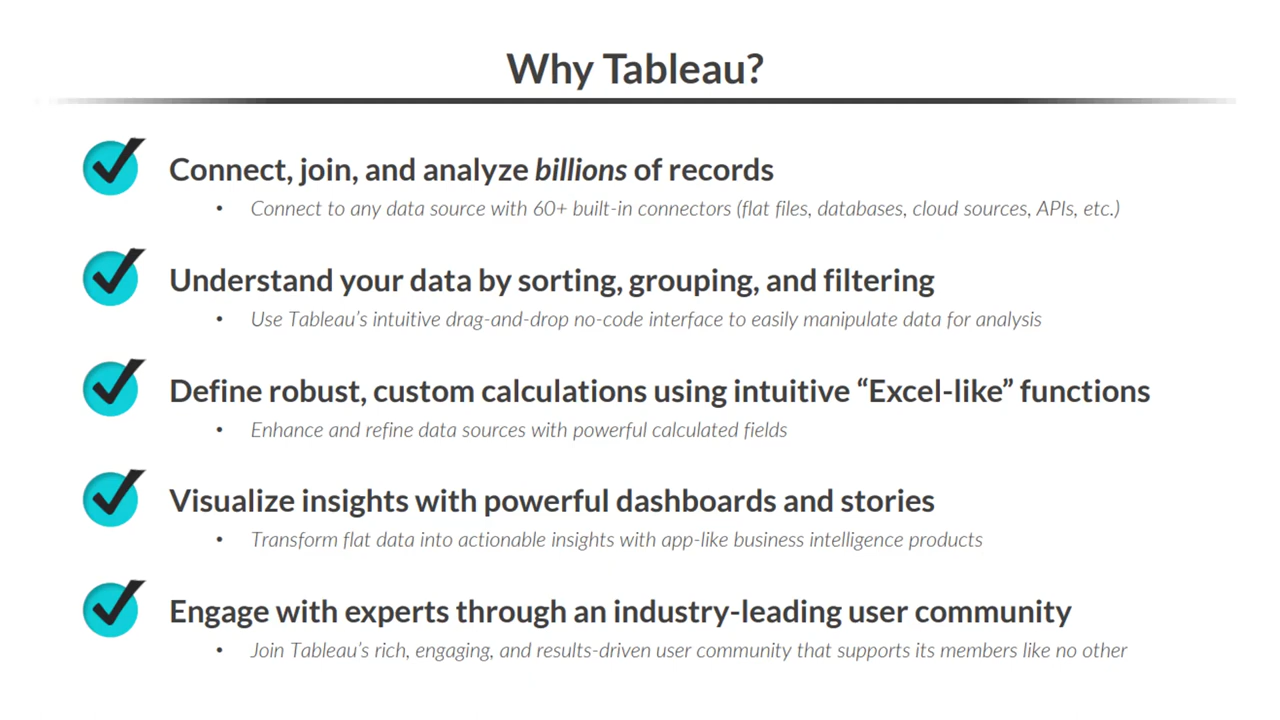 Why Tableau?
Connect, join, and analyze billions of records
• Connect to any data source with 60+ built-in connectors (flat files, databases, cloud sources, APIs, etc.)
Understand your data by sorting, grouping, and filtering
• Use Tableau’s intuitive drag-and-drop no-code interface to easily manipulate data for analysis
Define robust, custom calculations using intuitive “Excel-like” functions
• Enhance and refine data sources with powerful calculated fields
Visualize insights with powerful dashboards and stories
• Transform flat data into actionable insights with app-like business intelligence products
Engage with experts through an industry-leading user community
• Join Tableau’s rich, engaging, and results-driven user community that supports its members like no other